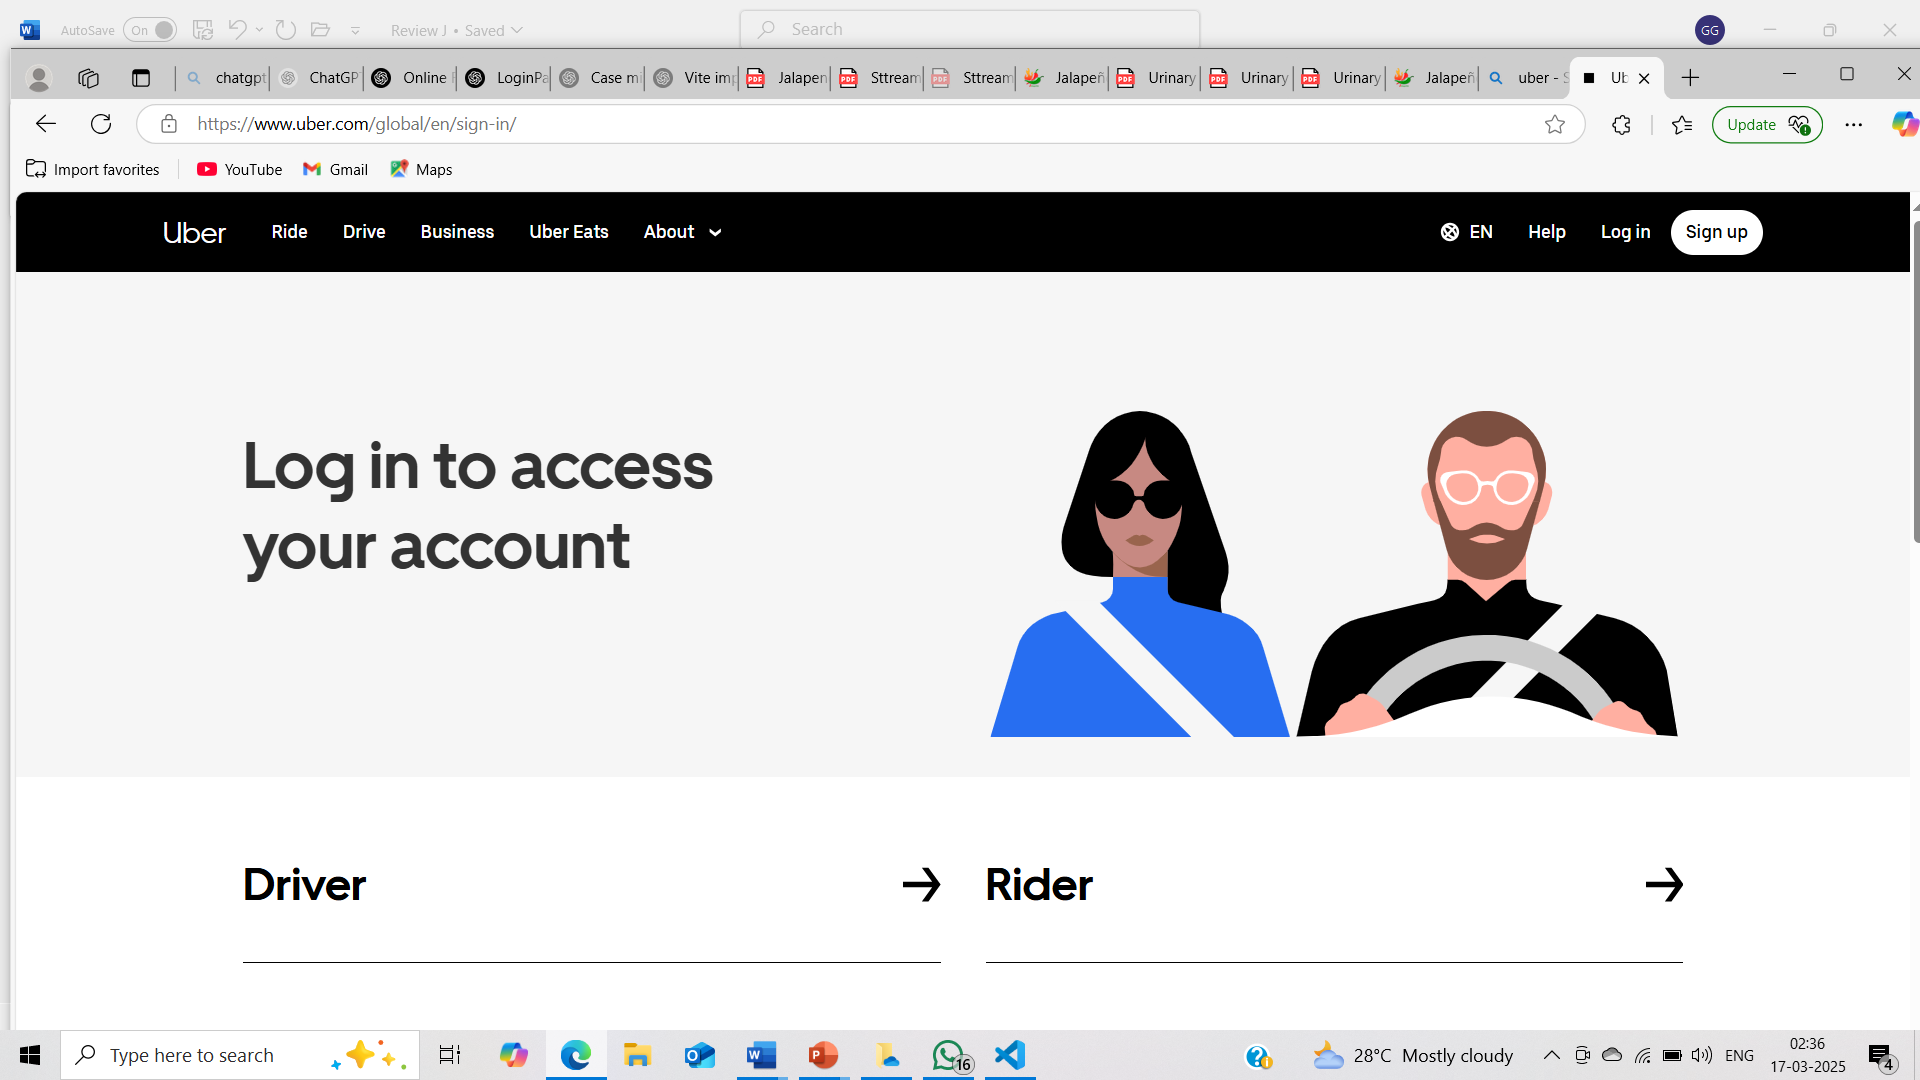 AutoSave On Review J • Saved Search GG
chatgpt ChatGP Online LoginPa Case mi Vite imp Jalapen Sttream Sttream Jalapeñ Urinary Urinary Urinary Jalapeñ uber - S Ub
https://www.uber.com/global/en/sign-in/ Update
Import favorites YouTube Gmail Maps
Uber Ride Drive Business Uber Eats About EN Help Log in Sign up
Log in to access
your account
Driver Rider
Type here to search 16 28°C Mostly cloudy ENG 02:36
17-03-2025 4